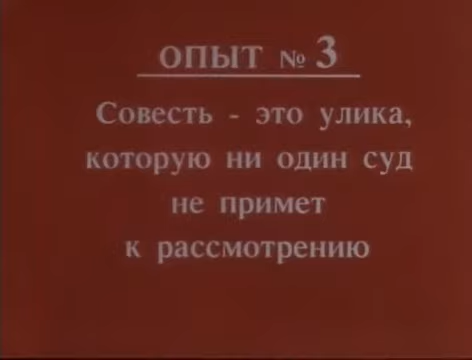 ОПЫТ № 3
Совесть - это улика,
которую ни один суд
не примет
к рассмотрению